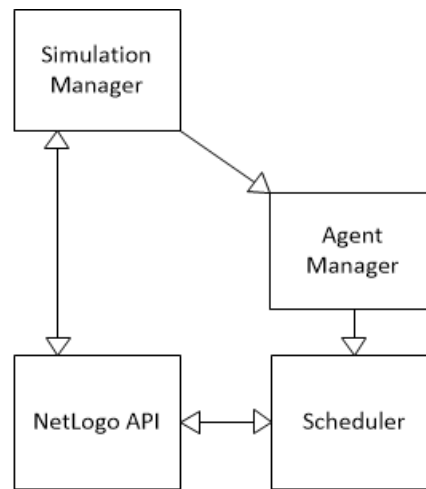 Simulation
Manager
Agent
Manager
NetLogo API
Scheduler